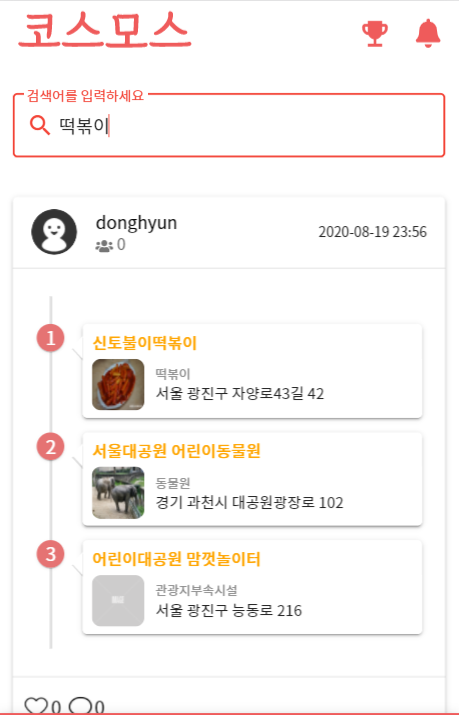 코스모스
검색어를 입력하세요
떡볶이
donghyun
0
2020-08-19 23:56
1
신토불이떡볶이
떡볶이
서울 광진구 자양로43길 42
2
서울대공원 어린이동물원
동물원
경기 과천시 대공원광장로 102
3
어린이대공원 맘껏놀이터
관광지부속시설
서울 광진구 능동로 216
0 0